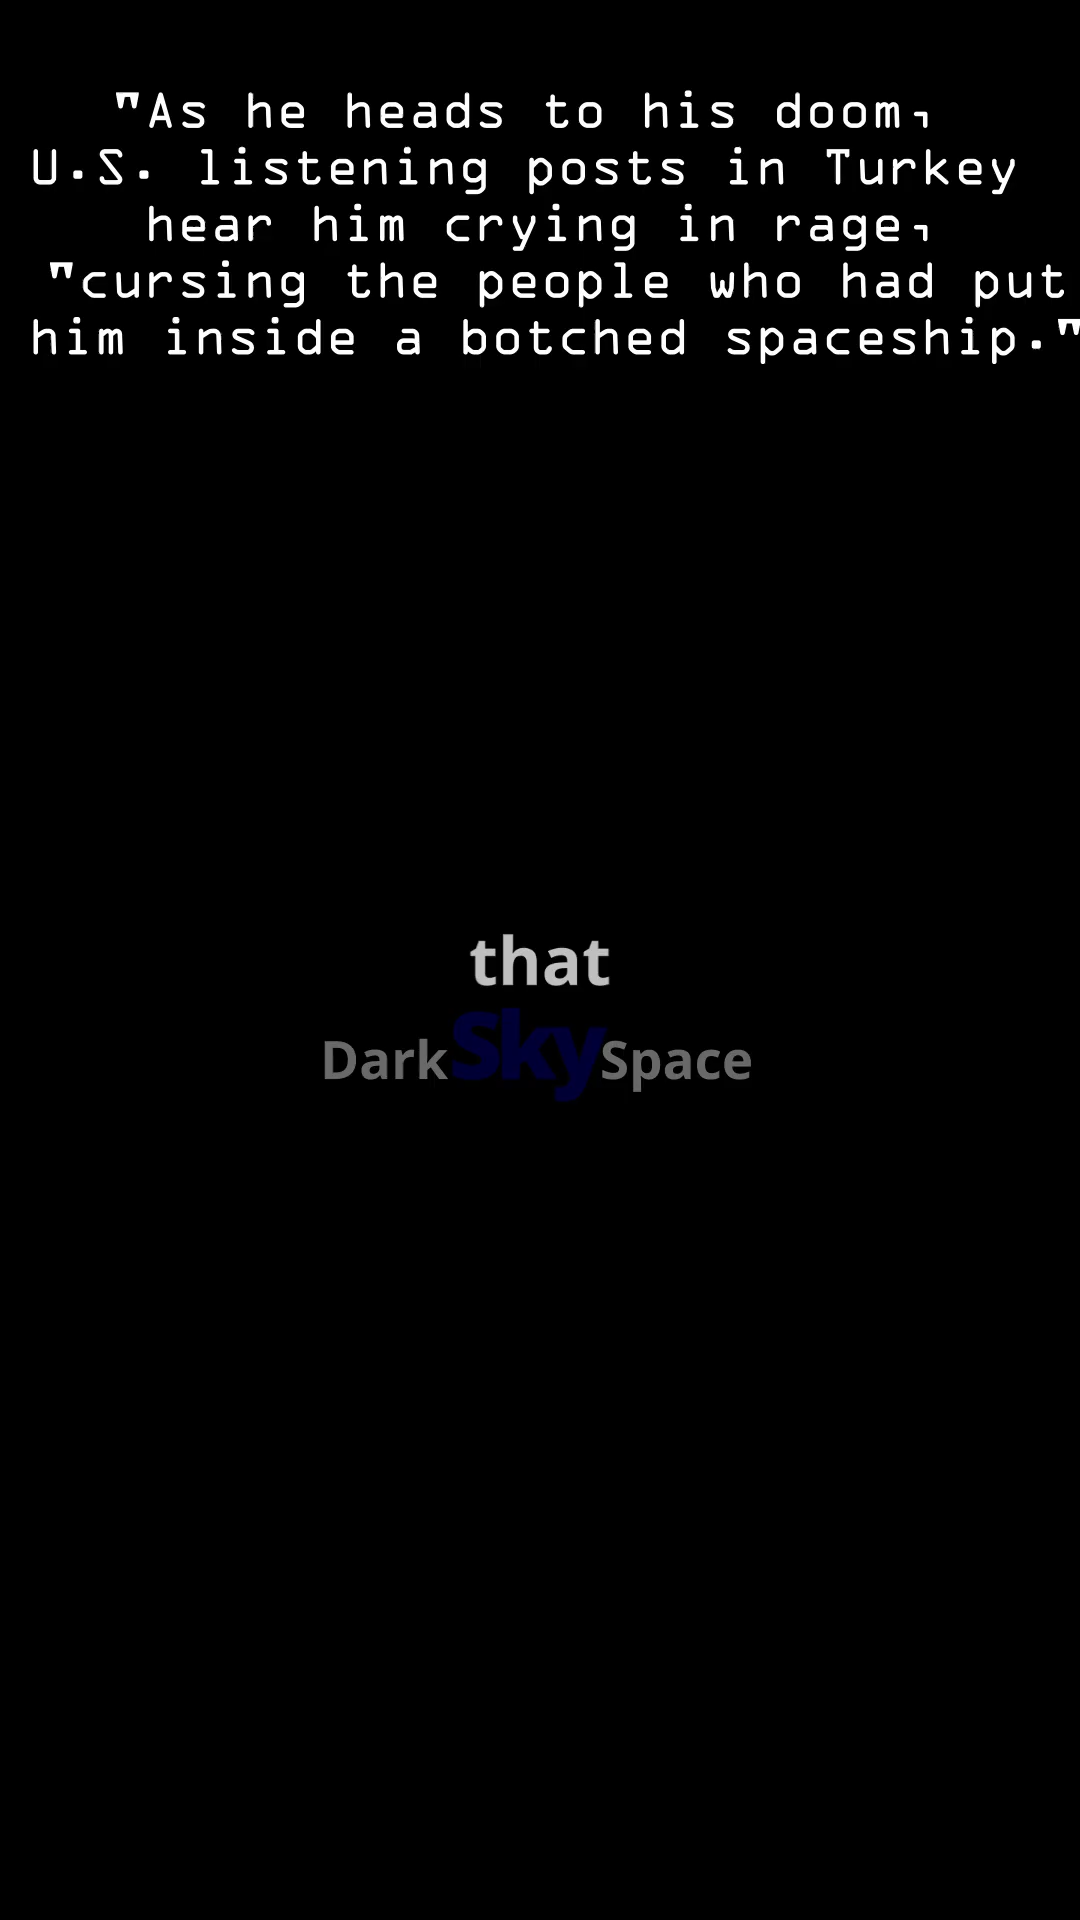 "As he heads to his doom,
U.S. listening posts in Turkey
hear him crying in rage,
"cursing the people who had put
him inside a botched spaceship."
that
DarkSkySpace